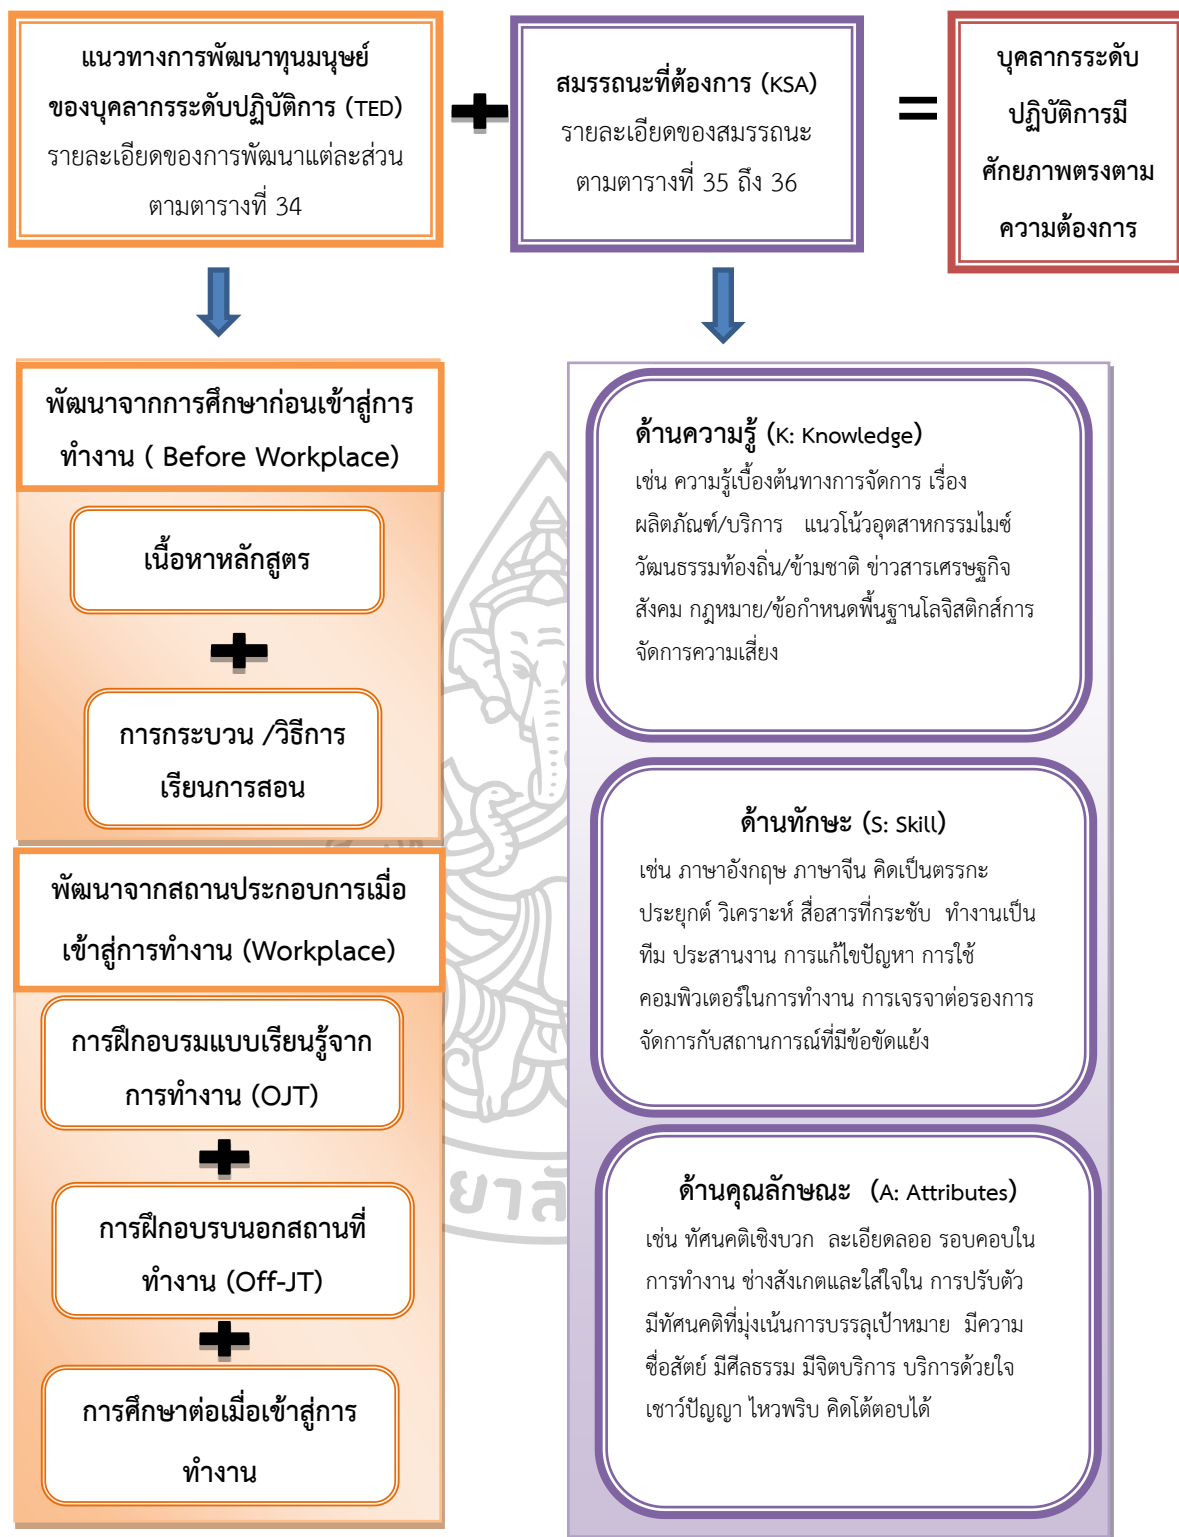 แนวทางการพัฒนาทุนมนุษย์
ของบุคลากรระดับปฏิบัติการ (TED)
รายละเอียดของการพัฒนาแต่ละส่วน
ตามตารางที่ 34
สมรรถนะที่ต้องการ (KSA)
รายละเอียดของสมรรถนะ
ตามตารางที่ 35 ถึง 36
=
บุคลากรระดับ
ปฏิบัติการมี
ศักยภาพตรงตาม
ความต้องการ
พัฒนาจากการศึกษาก่อนเข้าสู่การ
ทำงาน ( Before Workplace)
เนื้อหาหลักสูตร
การกระบวน /วิธีการ
เรียนการสอน
พัฒนาจากสถานประกอบการเมื่อ
เข้าสู่การทำงาน (Workplace)
การฝึกอบรมแบบเรียนรู้จาก
การทำงาน (OJT)
การฝึกอบรบนอกสถานที่
ทำงาน (Off-JT)
การศึกษาต่อเมื่อเข้าสู่การ
ทำงาน
ด้านความรู้ (K: Knowledge)
เช่น ความรู้เบื้องต้นทางการจัดการ เรื่อง
ผลิตภัณฑ์/บริการ แนวโน้วอุตสาหกรรมไมซ์
วัฒนธรรมท้องถิ่น/ข้ามชาติ ข่าวสารเศรษฐกิจ
สังคม กฎหมาย/ข้อกำหนดพื้นฐานโลจิสติกส์การ
จัดการความเสี่ยง
ด้านทักษะ (S: Skill)
เช่น ภาษาอังกฤษ ภาษาจีน คิดเป็นตรรกะ
ประยุกต์ วิเคราะห์ สื่อสารที่กระชับ ทำงานเป็น
ทีม ประสานงาน การแก้ไขปัญหา การใช้
คอมพิวเตอร์ในการทำงาน การเจรจาต่อรองการ
จัดการกับสถานการณ์ที่มีข้อขัดแย้ง
ด้านคุณลักษณะ (A: Attributes)
เช่น ทัศนคติเชิงบวก ละเอียดลออ รอบคอบใน
การทำงาน ช่างสังเกตและใส่ใจใน การปรับตัว
มีทัศนคติที่มุ่งเน้นการบรรลุเป้าหมาย มีความ
ซื่อสัตย์ มีศีลธรรม มีจิตบริการ บริการด้วยใจ
เชาว์ปัญญา ไหวพริบ คิดโต้ตอบได้